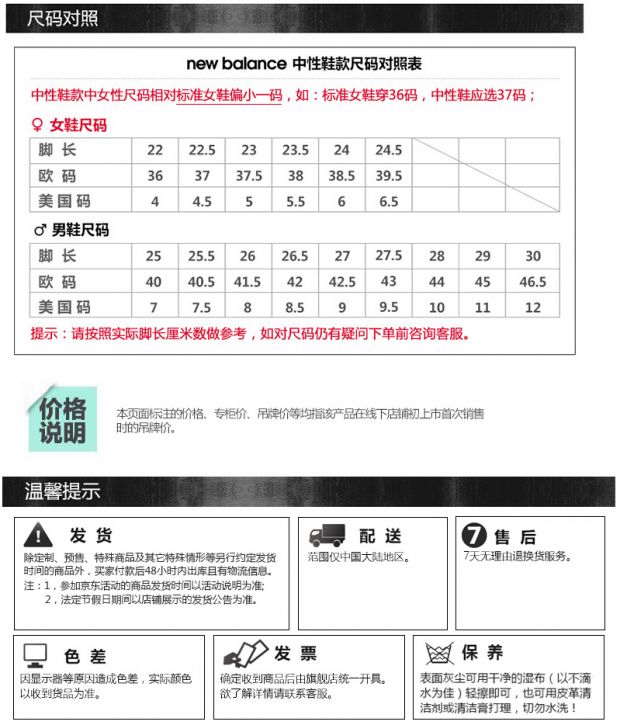 尺码对照
new balance 中性鞋款尺码对照表
中性鞋款中女性尺码相对标准女鞋偏小一码，如：标准女鞋穿36码，中性鞋应选37码；
♀ 女鞋尺码
脚 长 22 22.5 23 23.5 24 24.5
欧 码 36 37 37.5 38 38.5 39.5
美国码 4 4.5 5 5.5 6 6.5
♂ 男鞋尺码
脚 长 25 25.5 26 26.5 27 27.5 28 29 30
欧 码 40 40.5 41.5 42 42.5 43 44 45 46.5
美国码 7 7.5 8 8.5 9 9.5 10 11 12
提示：请按照实际脚长厘米数做参考，如对尺码仍有疑问下单前咨询客服。
价格
说明
本页面标注的价格、专柜价、吊牌价等均指该产品在线下店铺初上市首次销售
时的吊牌价。
温馨提示
发 货
除定制、预售、特殊商品及其它特殊情形等另行约定发货
时间的商品外，买家付款后48小时内出库且有物流信息。
注：1，参加京东活动的商品发货时间以活动说明为准;
2，法定节假日期间以店铺展示的发货公告为准。
配 送
范围仅中国大陆地区。
7 售 后
7天无理由退换货服务。
色 差
因显示器等原因造成色差，实际颜色
以收到货品为准。
发 票
确定收到商品后由旗舰店统一开具。
欲了解详情请联系客服。
保 养
表面灰尘可用干净的湿布（以不滴
水为佳）轻擦即可，也可用皮革清
洁剂或清洁膏打理，切勿水洗！